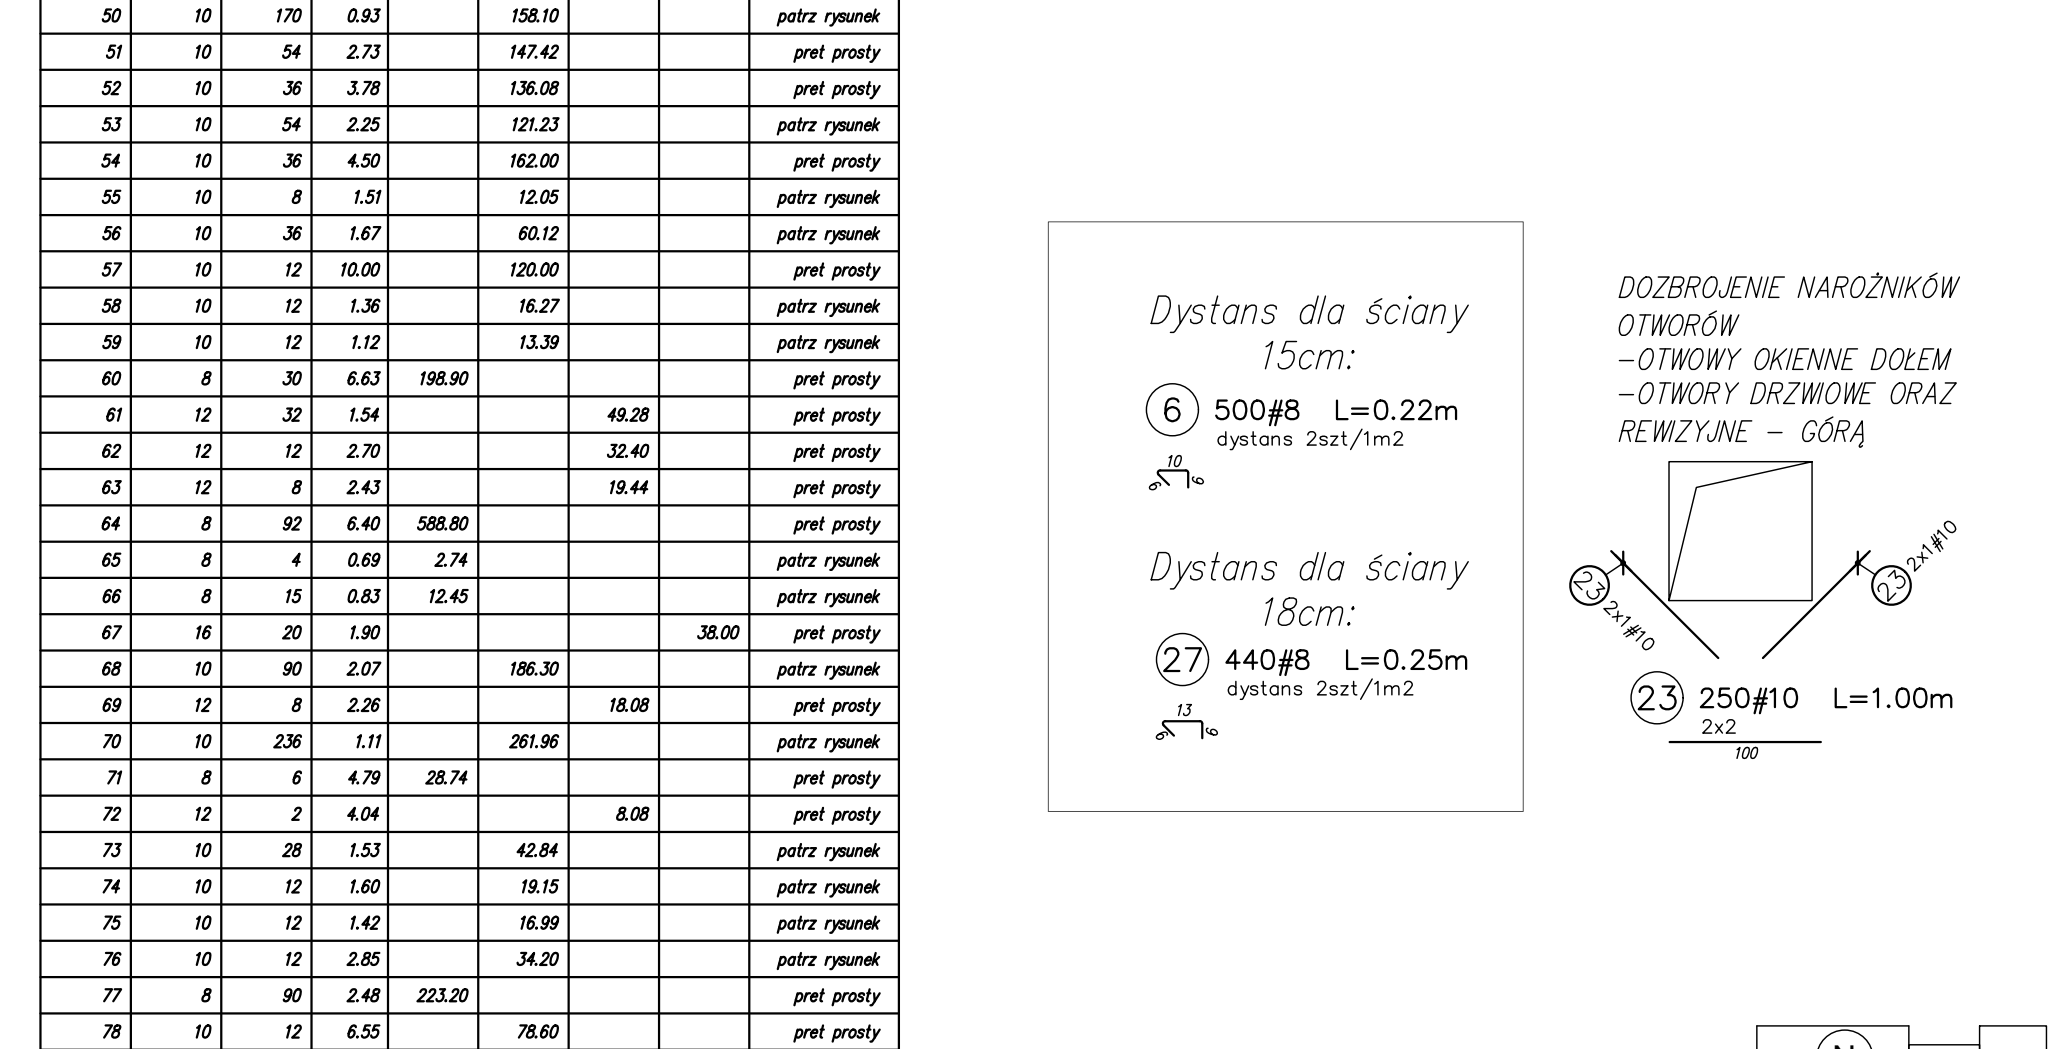 50 10 170 0.93 158.10 patrz rysunek
51 10 54 2.73 147.42 pret prosty
52 10 36 3.78 136.08 pret prosty
53 10 54 2.25 121.23 patrz rysunek
54 10 36 4.50 162.00 pret prosty
55 10 8 1.51 12.05 patrz rysunek
56 10 36 1.67 60.12 patrz rysunek
57 10 12 10.00 120.00 pret prosty
58 10 12 1.36 16.27 patrz rysunek
59 10 12 1.12 13.39 patrz rysunek
60 8 30 6.63 198.90 pret prosty
61 12 32 1.54 49.28 pret prosty
62 12 12 2.70 32.40 pret prosty
63 12 8 2.43 19.44 pret prosty
64 8 92 6.40 588.80 pret prosty
65 8 4 0.69 2.74 patrz rysunek
66 8 15 0.83 12.45 patrz rysunek
67 16 20 1.90 38.00 pret prosty
68 10 90 2.07 186.30 patrz rysunek
69 12 8 2.26 18.08 pret prosty
70 10 236 1.11 261.96 patrz rysunek
71 8 6 4.79 28.74 pret prosty
72 12 2 4.04 8.08 pret prosty
73 10 28 1.53 42.84 patrz rysunek
74 10 12 1.60 19.15 patrz rysunek
75 10 12 1.42 16.99 patrz rysunek
76 10 12 2.85 34.20 patrz rysunek
77 8 90 2.48 223.20 pret prosty
78 10 12 6.55 78.60 pret prosty
Dystans dla ściany
15cm:
6 500#8 L=0.22m
dystans 2szt/1m2
10
6 6
Dystans dla ściany
18cm:
27 440#8 L=0.25m
dystans 2szt/1m2
13
6 6
DOZBROJENIE NAROŻNIKÓW
OTWORÓW
-OTWOWY OKIENNE DOŁEM
-OTWORY DRZWIOWE ORAZ
REWIZYJNE - GÓRĄ
23 2x1#10
23 2x1#10
23 250#10 L=1.00m
2x2
100